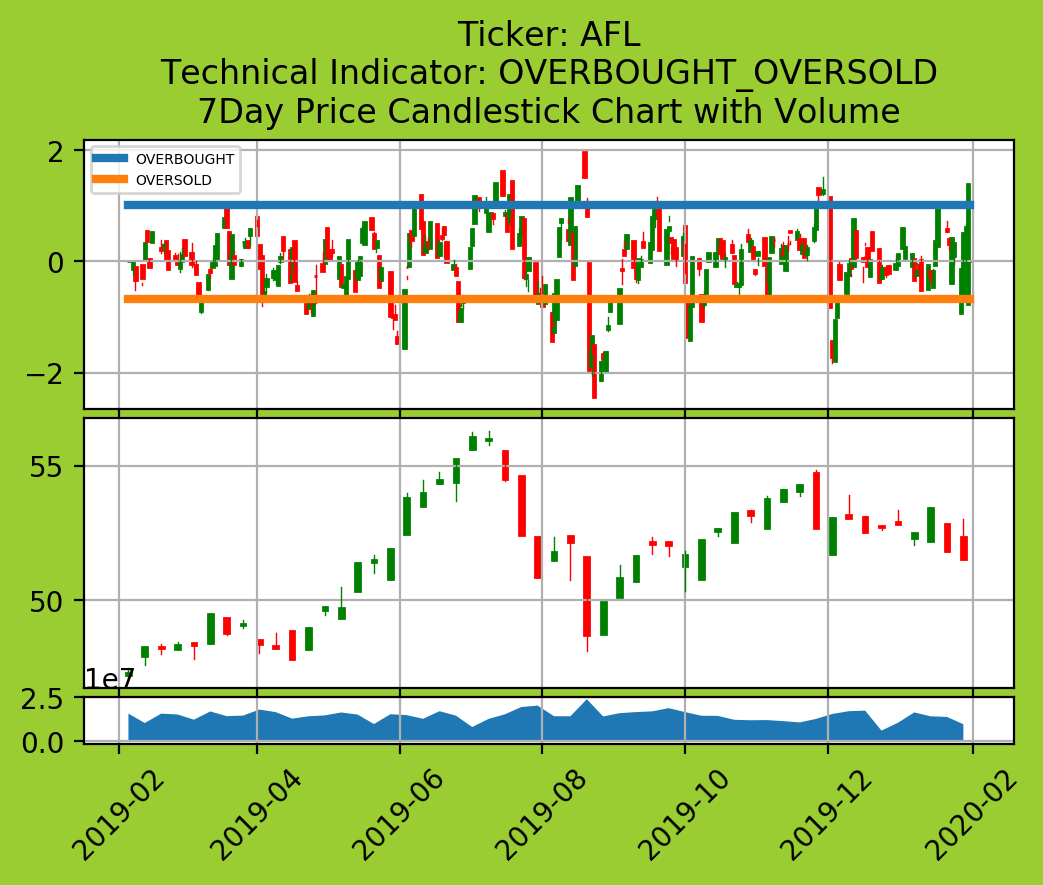 Ticker: AFL
Technical Indicator: OVERBOUGHT_OVERSOLD
7Day Price Candlestick Chart with Volume
OVERBOUGHT
OVERSOLD
2
0
−2
55
50
1e7
2.5
0.0
2019-02
2019-04
2019-06
2019-08
2019-10
2019-12
2020-02